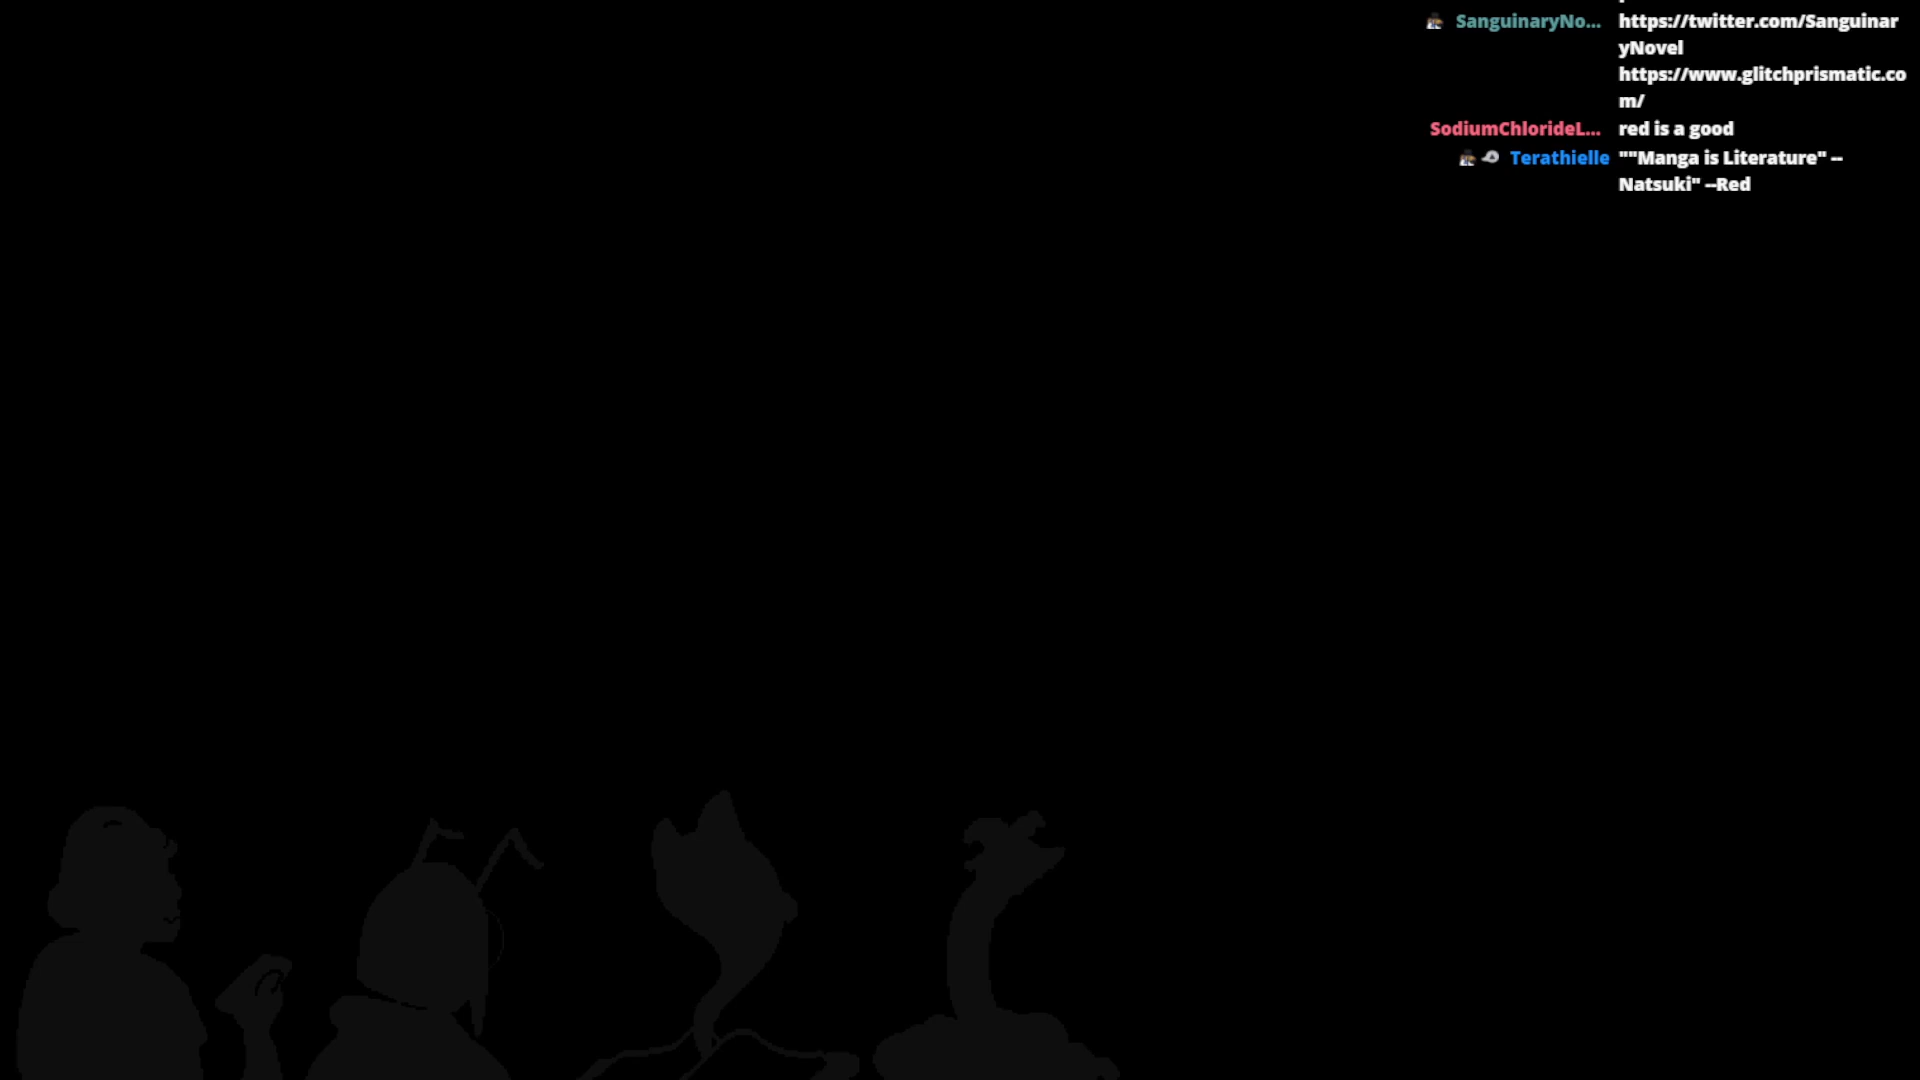 SanguinaryNo... https://twitter.com/Sanguinar
yNovel
https://www.glitchprismatic.co
m/
SodiumChlorideL... red is a good
Terathielle ""Manga is Literature" --
Natsuki" --Red